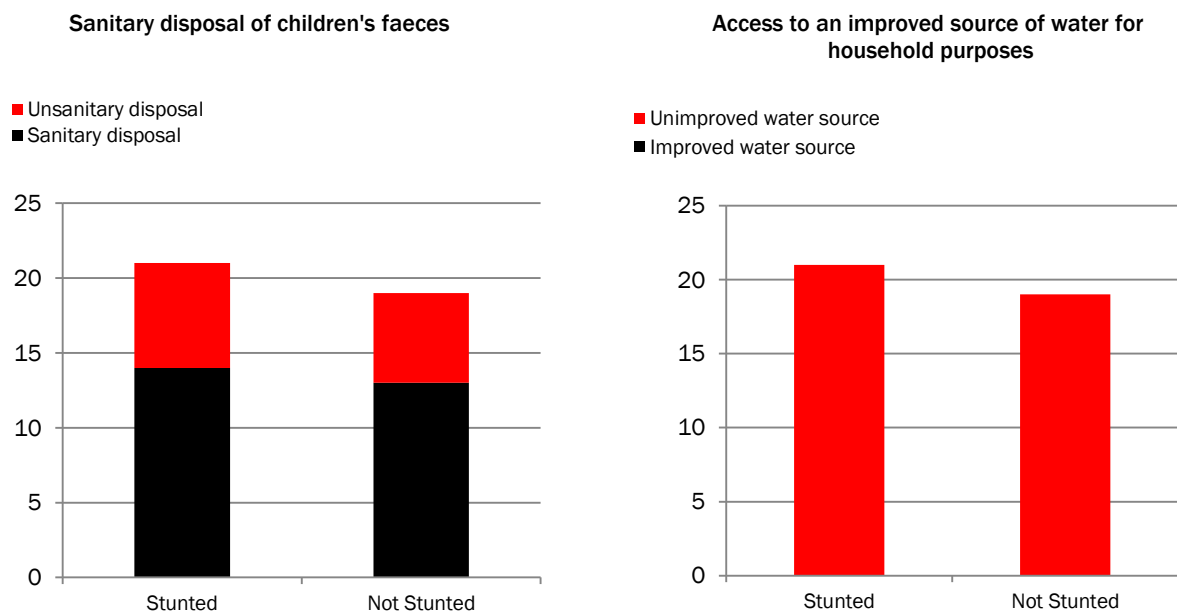 Sanitary disposal of children's faeces
Unsanitary disposal
Sanitary disposal
25
20
15
10
5
0
Stunted
Not Stunted
Access to an improved source of water for
household purposes
Unimproved water source
Improved water source
25
20
15
10
5
0
Stunted
Not Stunted